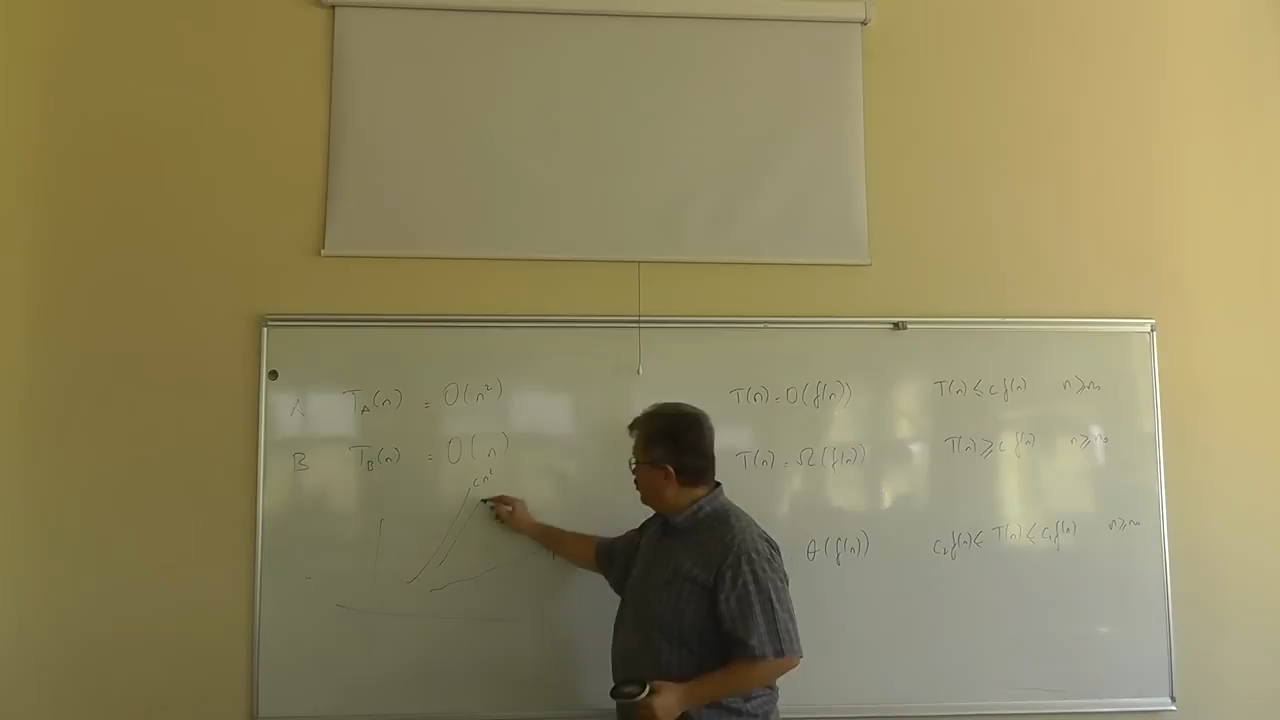 A T_A(n) = O(n²)
B T_B(n) = O(n)
cn²
T(n) = O(f(n)) T(n) ≤ c f(n) n ≥ n₀
T(n) = Ω(f(n)) T(n) ≥ c f(n) n ≥ n₀
θ(f(n)) c₂f(n) ≤ T(n) ≤ c₁f(n) n ≥ n₀